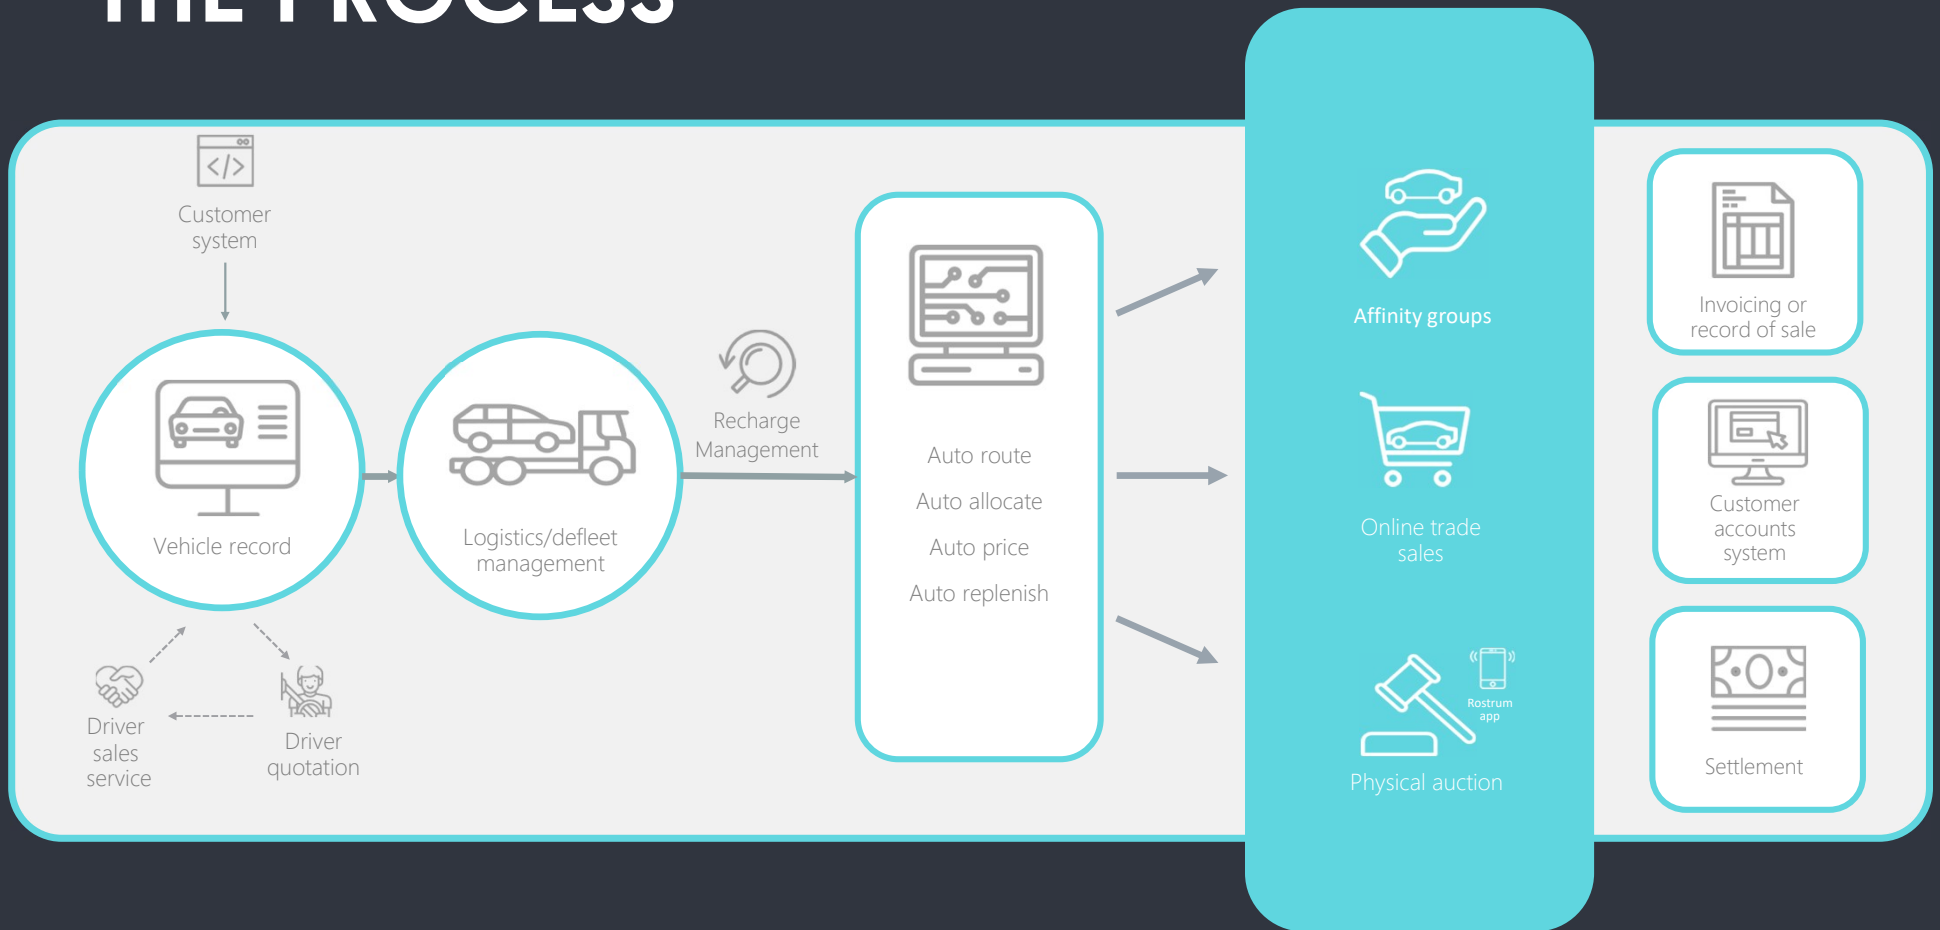 THE PROCESS
Customer
system
Vehicle record
Driver
sales
service
Driver
quotation
Logistics/defleet
management
Recharge
Management
Auto route
Auto allocate
Auto price
Auto replenish
Affinity groups
Online trade
sales
Rostrum
app
Physical auction
Invoicing or
record of sale
Customer
accounts
system
Settlement